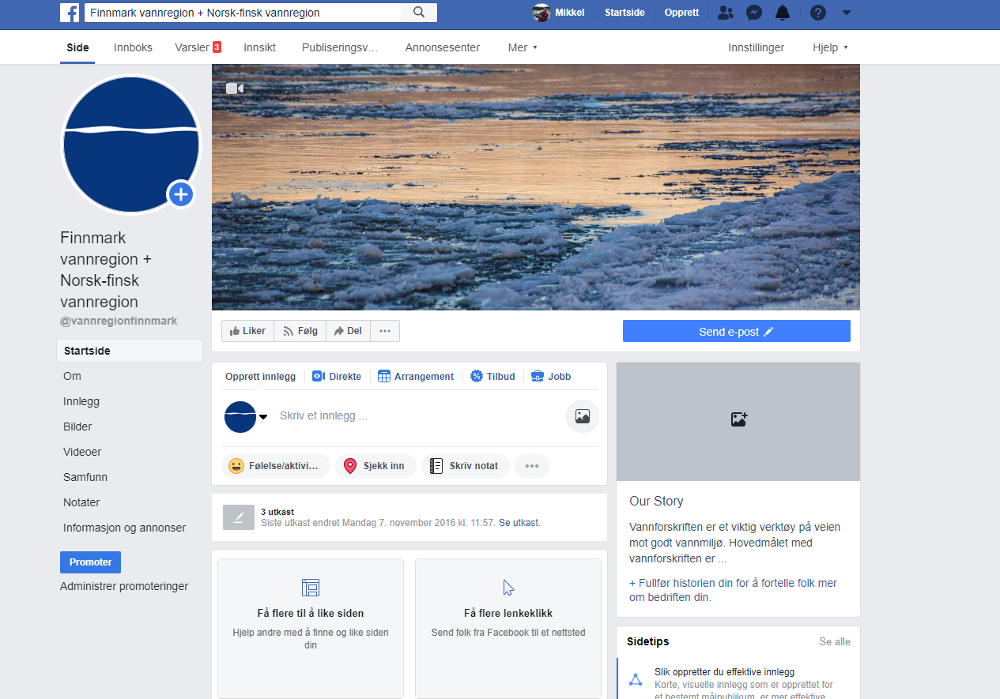 Finnmark vannregion + Norsk-finsk vannregion
Mikkel Startside Opprett
Side Innboks Varsler 3 Innsikt Publiseringsv… Annonsesenter Mer Innstillinger Hjelp
Finnmark
vannregion +
Norsk-finsk
vannregion
@vannregionfinnmark
Startside
Om
Innlegg
Bilder
Videoer
Samfunn
Notater
Informasjon og annonser
Promoter
Administrer promoteringer
Liker Følg Del ... Send e-post
Opprett innlegg Direkte Arrangement Tilbud Jobb
Skriv et innlegg ...
Følelse/aktivi… Sjekk inn Skriv notat ...
3 utkast
Siste utkast endret Mandag 7. november 2016 kl. 11:57. Se utkast.
Få flere til å like siden
Hjelp andre med å finne og like siden
din
Få flere lenkeklikk
Send folk fra Facebook til et nettsted
Our Story
Vannforskriften er et viktig verktøy på veien
mot godt vannmiljø. Hovedmålet med
vannforskriften er ...
+ Fullfør historien din for å fortelle folk mer
om bedriften din.
Sidetips Se alle
Slik oppretter du effektive innlegg
Korte, visuelle innlegg som er opprettet for
et bestemt målpublikum, er mer effektive